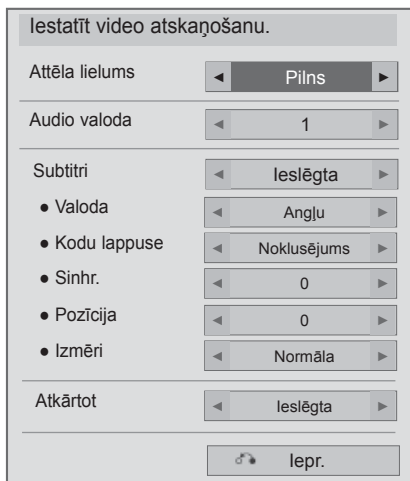 Iestatīt video atskaņošanu.
Attēla lielums ◄ Pilns ►
Audio valoda ◄ 1 ►
Subtitri ◄ Ieslēgta ►
● Valoda ◄ Angļu ►
● Kodu lappuse ◄ Noklusējums ►
● Sinhr. ◄ 0 ►
● Pozīcija ◄ 0 ►
● Izmēri ◄ Normāla ►
Atkārtot ◄ Ieslēgta ►
Iepr.